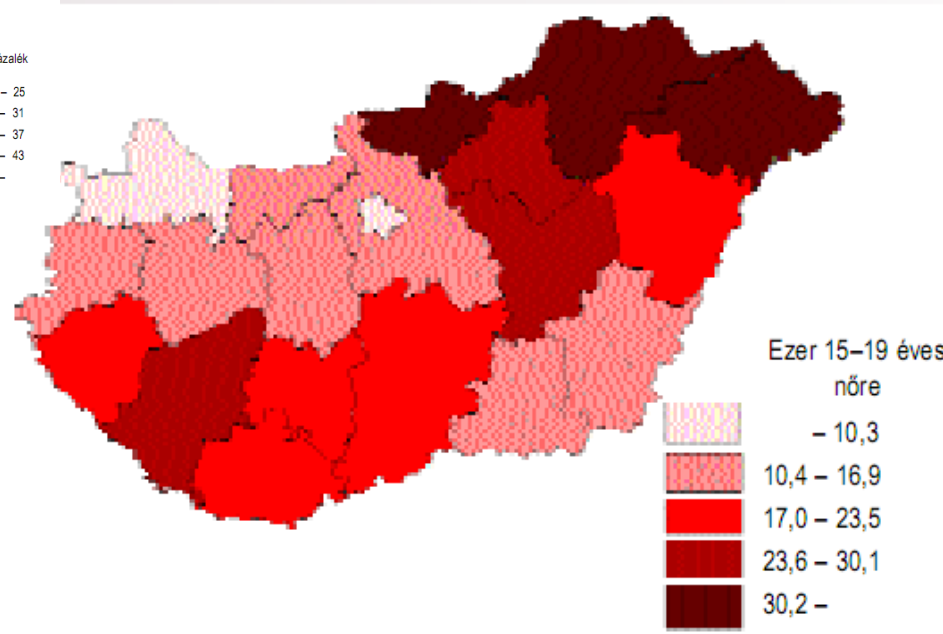 – 25
– 31
– 37
– 43
–
Ezer 15–19 éves
nőre
– 10,3
10,4 – 16,9
17,0 – 23,5
23,6 – 30,1
30,2 –